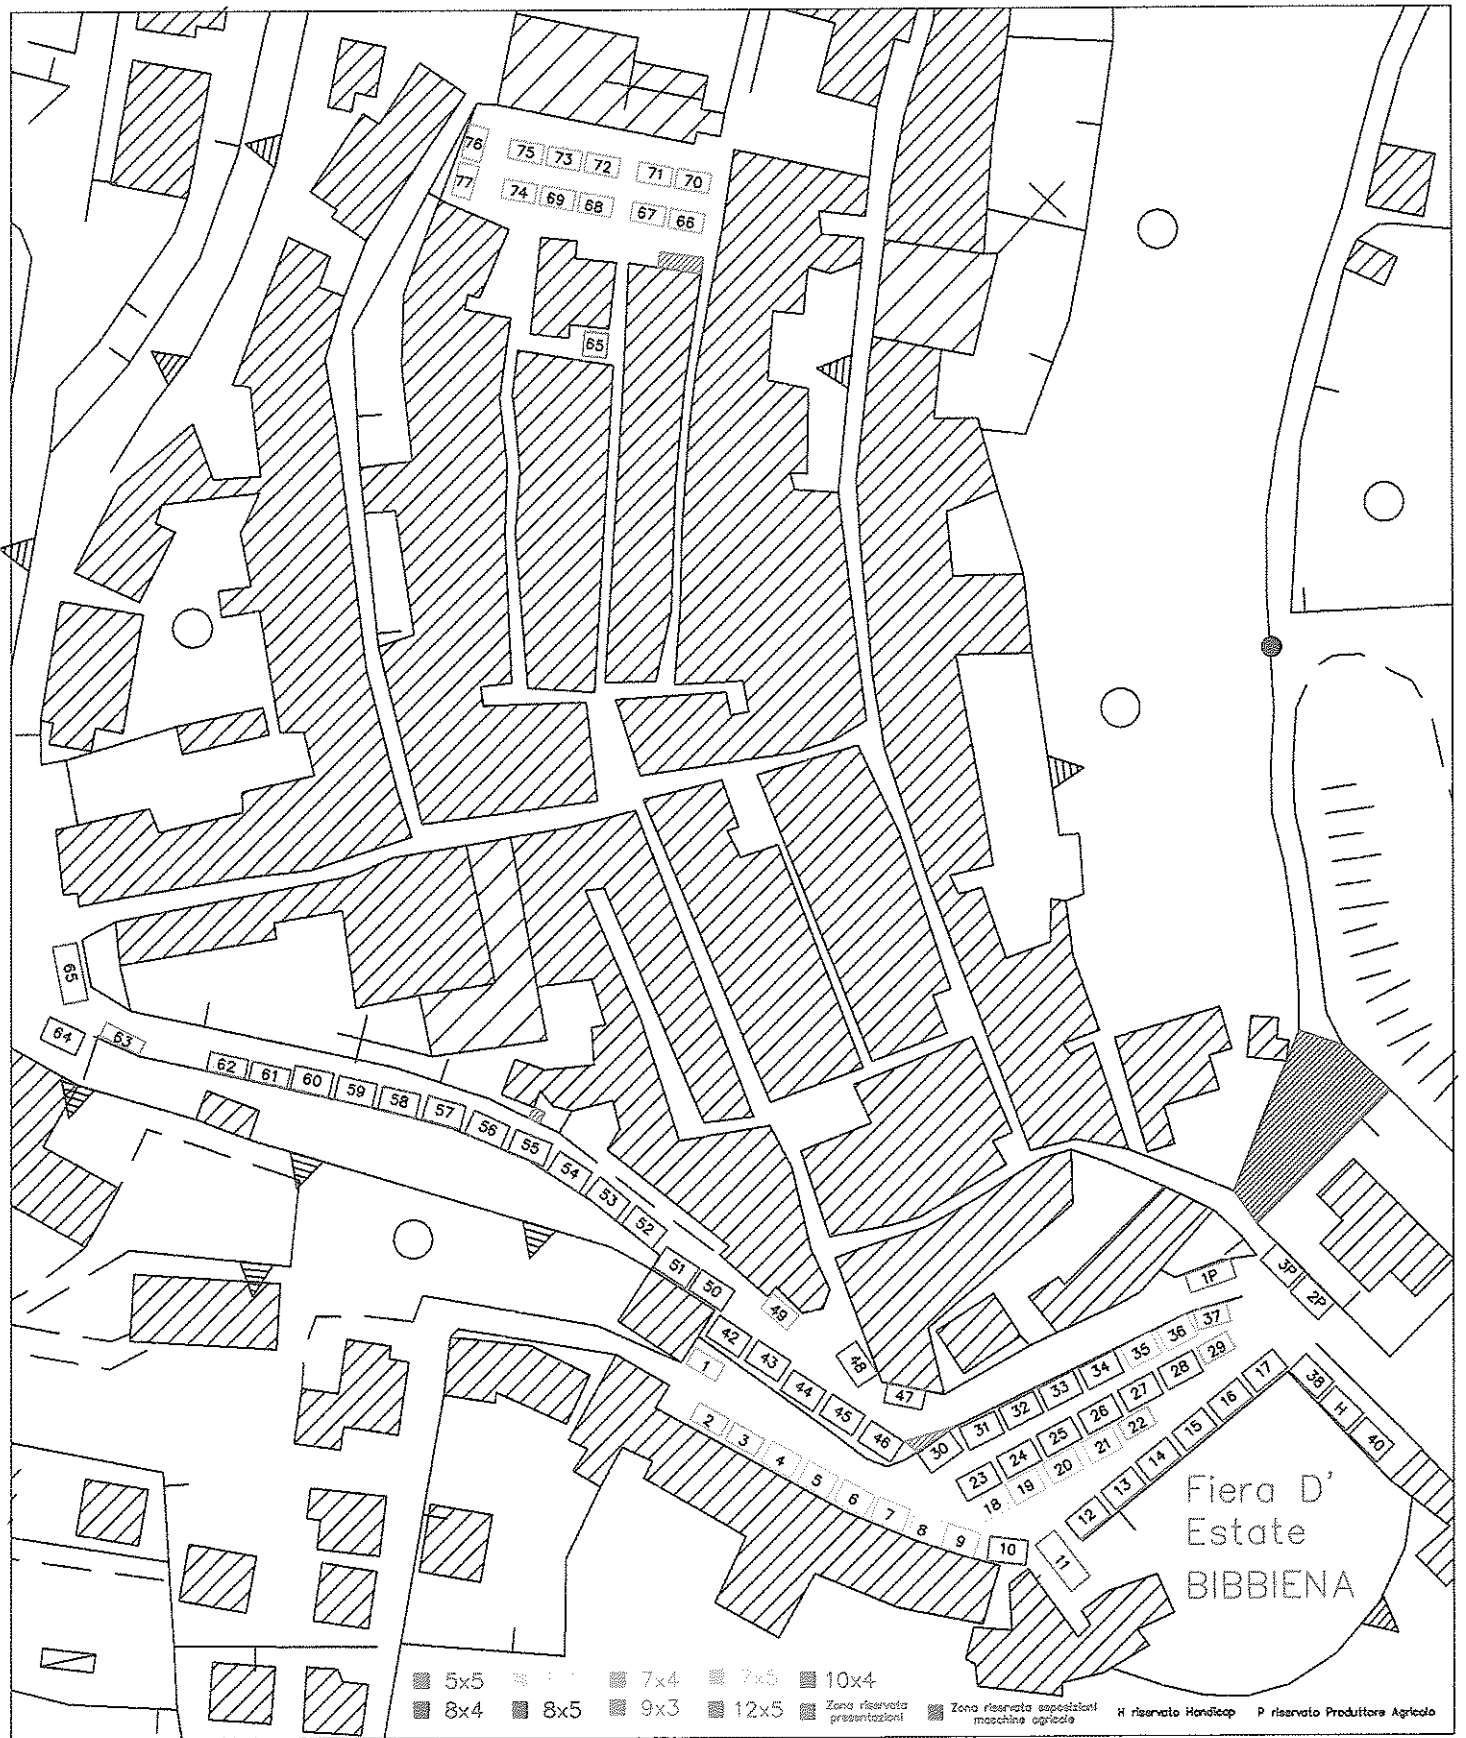 76 75 73 72 71 70
77 74 69 68 67 66
65
65
64 63 62 61 60 59 58 57 56 55 54 53 52
51 50 49
42 43 44 45 46 48 47
1
2 3 4 5 6 7 8 9 10 11
30 31 32 33 34 35 36 37
23 24 25 26 27 28 29
18 19 20 21 22
12 13 14 15 16 17
1P 3P 2P
38 H 40
Fiera D'
Estate
BIBBIENA
5x5 7x4 7x5 10x4
8x4 8x5 9x3 12x5 Zona riservata presentazioni Zona riservata esposizioni macchine agricole H riservato Handicap P riservato Produttore Agricolo